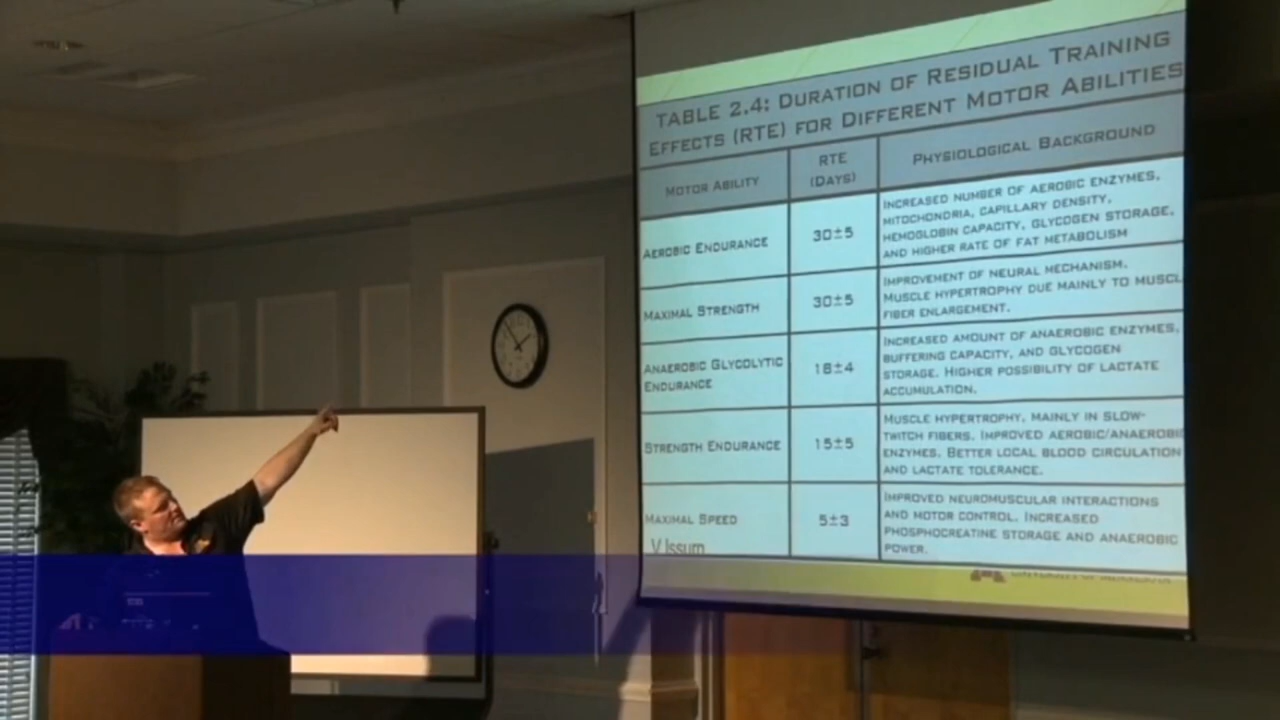 TABLE 2.4: DURATION OF RESIDUAL TRAINING
EFFECTS (RTE) FOR DIFFERENT MOTOR ABILITIES
MOTOR ABILITY
RTE
(DAYS)
PHYSIOLOGICAL BACKGROUND
AEROBIC ENDURANCE
30±5
INCREASED NUMBER OF AEROBIC ENZYMES,
MITOCHONDRIA, CAPILLARY DENSITY,
HEMOGLOBIN CAPACITY, GLYCOGEN STORAGE,
AND HIGHER RATE OF FAT METABOLISM
MAXIMAL STRENGTH
30±5
IMPROVEMENT OF NEURAL MECHANISM.
MUSCLE HYPERTROPHY DUE MAINLY TO MUSCL
FIBER ENLARGEMENT.
ANAEROBIC GLYCOLYTIC
ENDURANCE
18±4
INCREASED AMOUNT OF ANAEROBIC ENZYMES,
BUFFERING CAPACITY, AND GLYCOGEN
STORAGE. HIGHER POSSIBILITY OF LACTATE
ACCUMULATION.
STRENGTH ENDURANCE
15±5
MUSCLE HYPERTROPHY, MAINLY IN SLOW-
TWITCH FIBERS. IMPROVED AEROBIC/ANAEROBIC
ENZYMES. BETTER LOCAL BLOOD CIRCULATION
AND LACTATE TOLERANCE.
MAXIMAL SPEED
5±3
IMPROVED NEUROMUSCULAR INTERACTIONS
AND MOTOR CONTROL. INCREASED
PHOSPHOCREATINE STORAGE AND ANAEROBIC
POWER.
V.Issurn